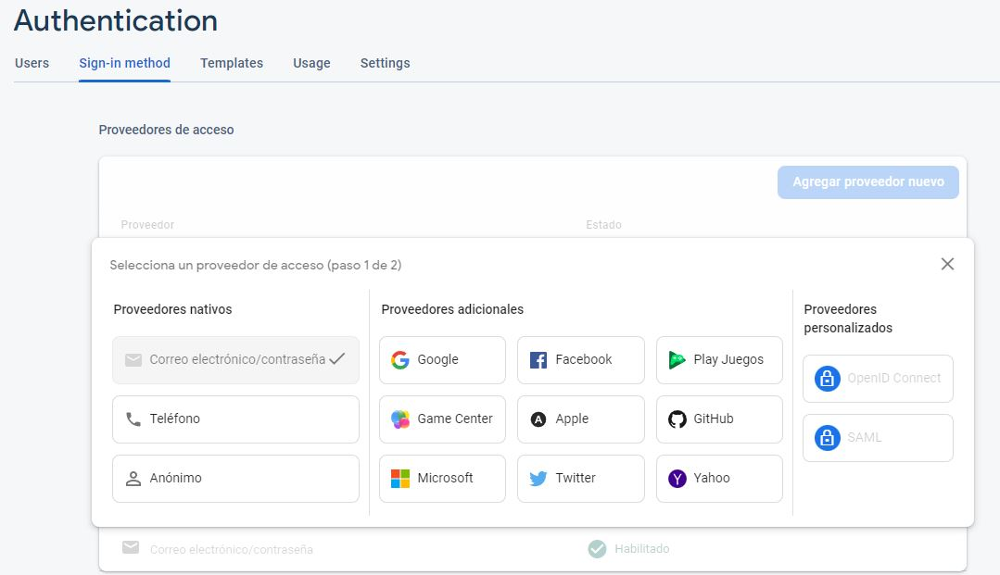 Authentication
Users Sign-in method Templates Usage Settings
Proveedores de acceso
Agregar proveedor nuevo
Proveedor Estado
Selecciona un proveedor de acceso (paso 1 de 2)
Proveedores nativos
Correo electrónico/contraseña
Teléfono
Anónimo
Proveedores adicionales
Google Facebook Play Juegos
Game Center Apple GitHub
Microsoft Twitter Yahoo
Proveedores
personalizados
OpenID Connect
SAML
Correo electrónico/contraseña Habilitado